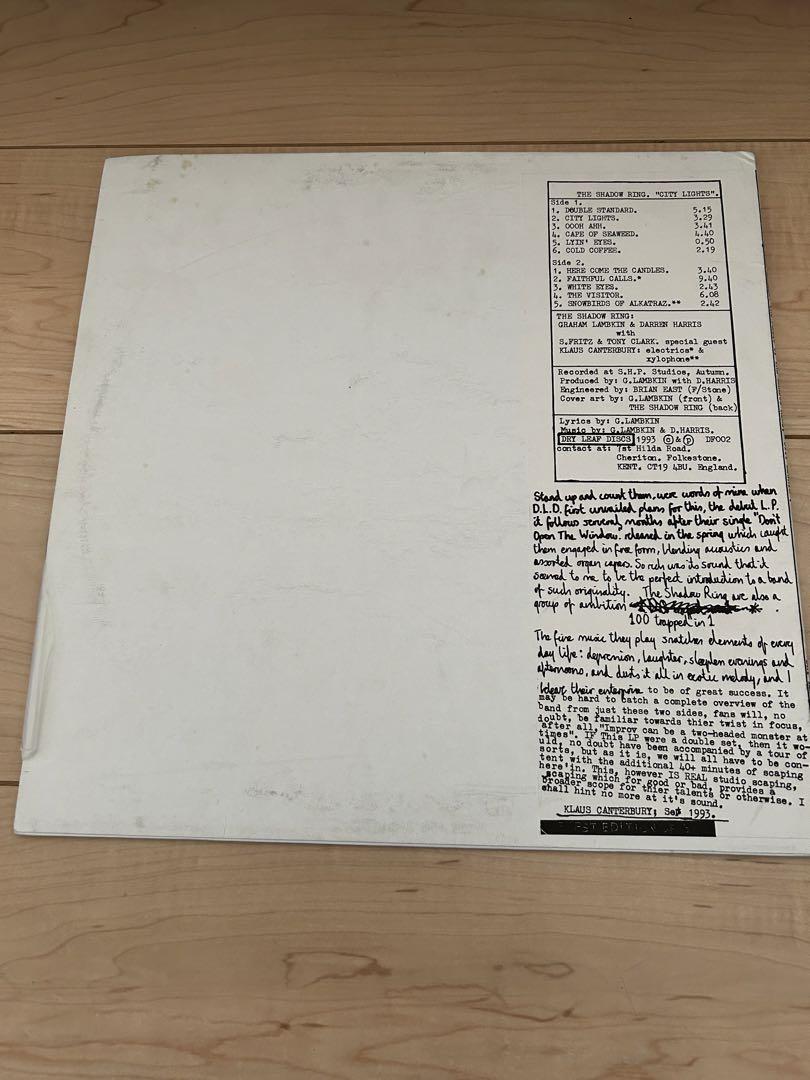 THE SHADOW RING. "CITY LIGHTS".
Side 1.
1. DOUBLE STANDARD. 5.15
2. CITY LIGHTS. 3.29
3. OOOH AHH. 3.41
4. CAPE OF SEAWEED. 4.40
5. LYIN' EYES. 0.50
6. COLD COFFEE. 2.19
Side 2.
1. HERE COME THE CANDLES. 3.40
2. FAITHFUL CALLS.* 9.40
3. WHITE EYES. 2.43
4. THE VISITOR. 6.08
5. SNOWBIRDS OF ALKATRAZ.** 2.42
THE SHADOW RING:
GRAHAM LAMBKIN & DARREN HARRIS
with
S.FRITZ & TONY CLARK. special guest
KLAUS CANTERBURY: electrics* &
xylophone**
Recorded at S.H.P. Studios, Autumn.
Produced by: G.LAMBKIN with D.HARRIS
Engineered by: BRIAN EAST (F/Stone)
Cover art by: G.LAMBKIN (front) &
THE SHADOW RING (back)
Lyrics by: G.LAMBKIN
Music by: G.LAMBKIN & D.HARRIS.
DRY LEAF DISCS 1993 ©&℗ DF002
contact at: Hilda Road.
Cheriton. Folkestone.
KENT. CT19 4BU. England.
Stand up and count them, were words of mine when
D.L.D. first unvailed plans for this, the debut L.P.
it follows several months after their single "Don't
Open The Window" released in the spring which caught
them engaged in free form, blending acoustics and
assorted organ capes. So rich was its sound that it
seemed to me to be the perfect introduction to a band
of such originality. The Shadow Ring are also a
group of ambition
100 trapped in 1
The fine music they play snatches elements of every
day life: depression, laughter, sleepless evenings and
afternoons, and dusts it all in exotic melody, and I
their enterprise to be of great success. It
may be hard to catch a complete overview of the
band from just these two sides, fans will, no
doubt, be familiar towards thier twist in focus,
after all,"Improv can be a two-headed monster at
times". IF This LP were a double set, then it wo-
uld, no doubt have been accompanied by a tour of
sorts, but as it is, we will all have to be con-
tent with the additional 40+ minutes of scaping
here'in. This, however IS REAL studio scaping,
scaping which for good or bad, provides a
broader scope for thier talents or otherwise. I
shall hint no more at it's sound.
KLAUS CANTERBURY; Sept 1993.
EDITION